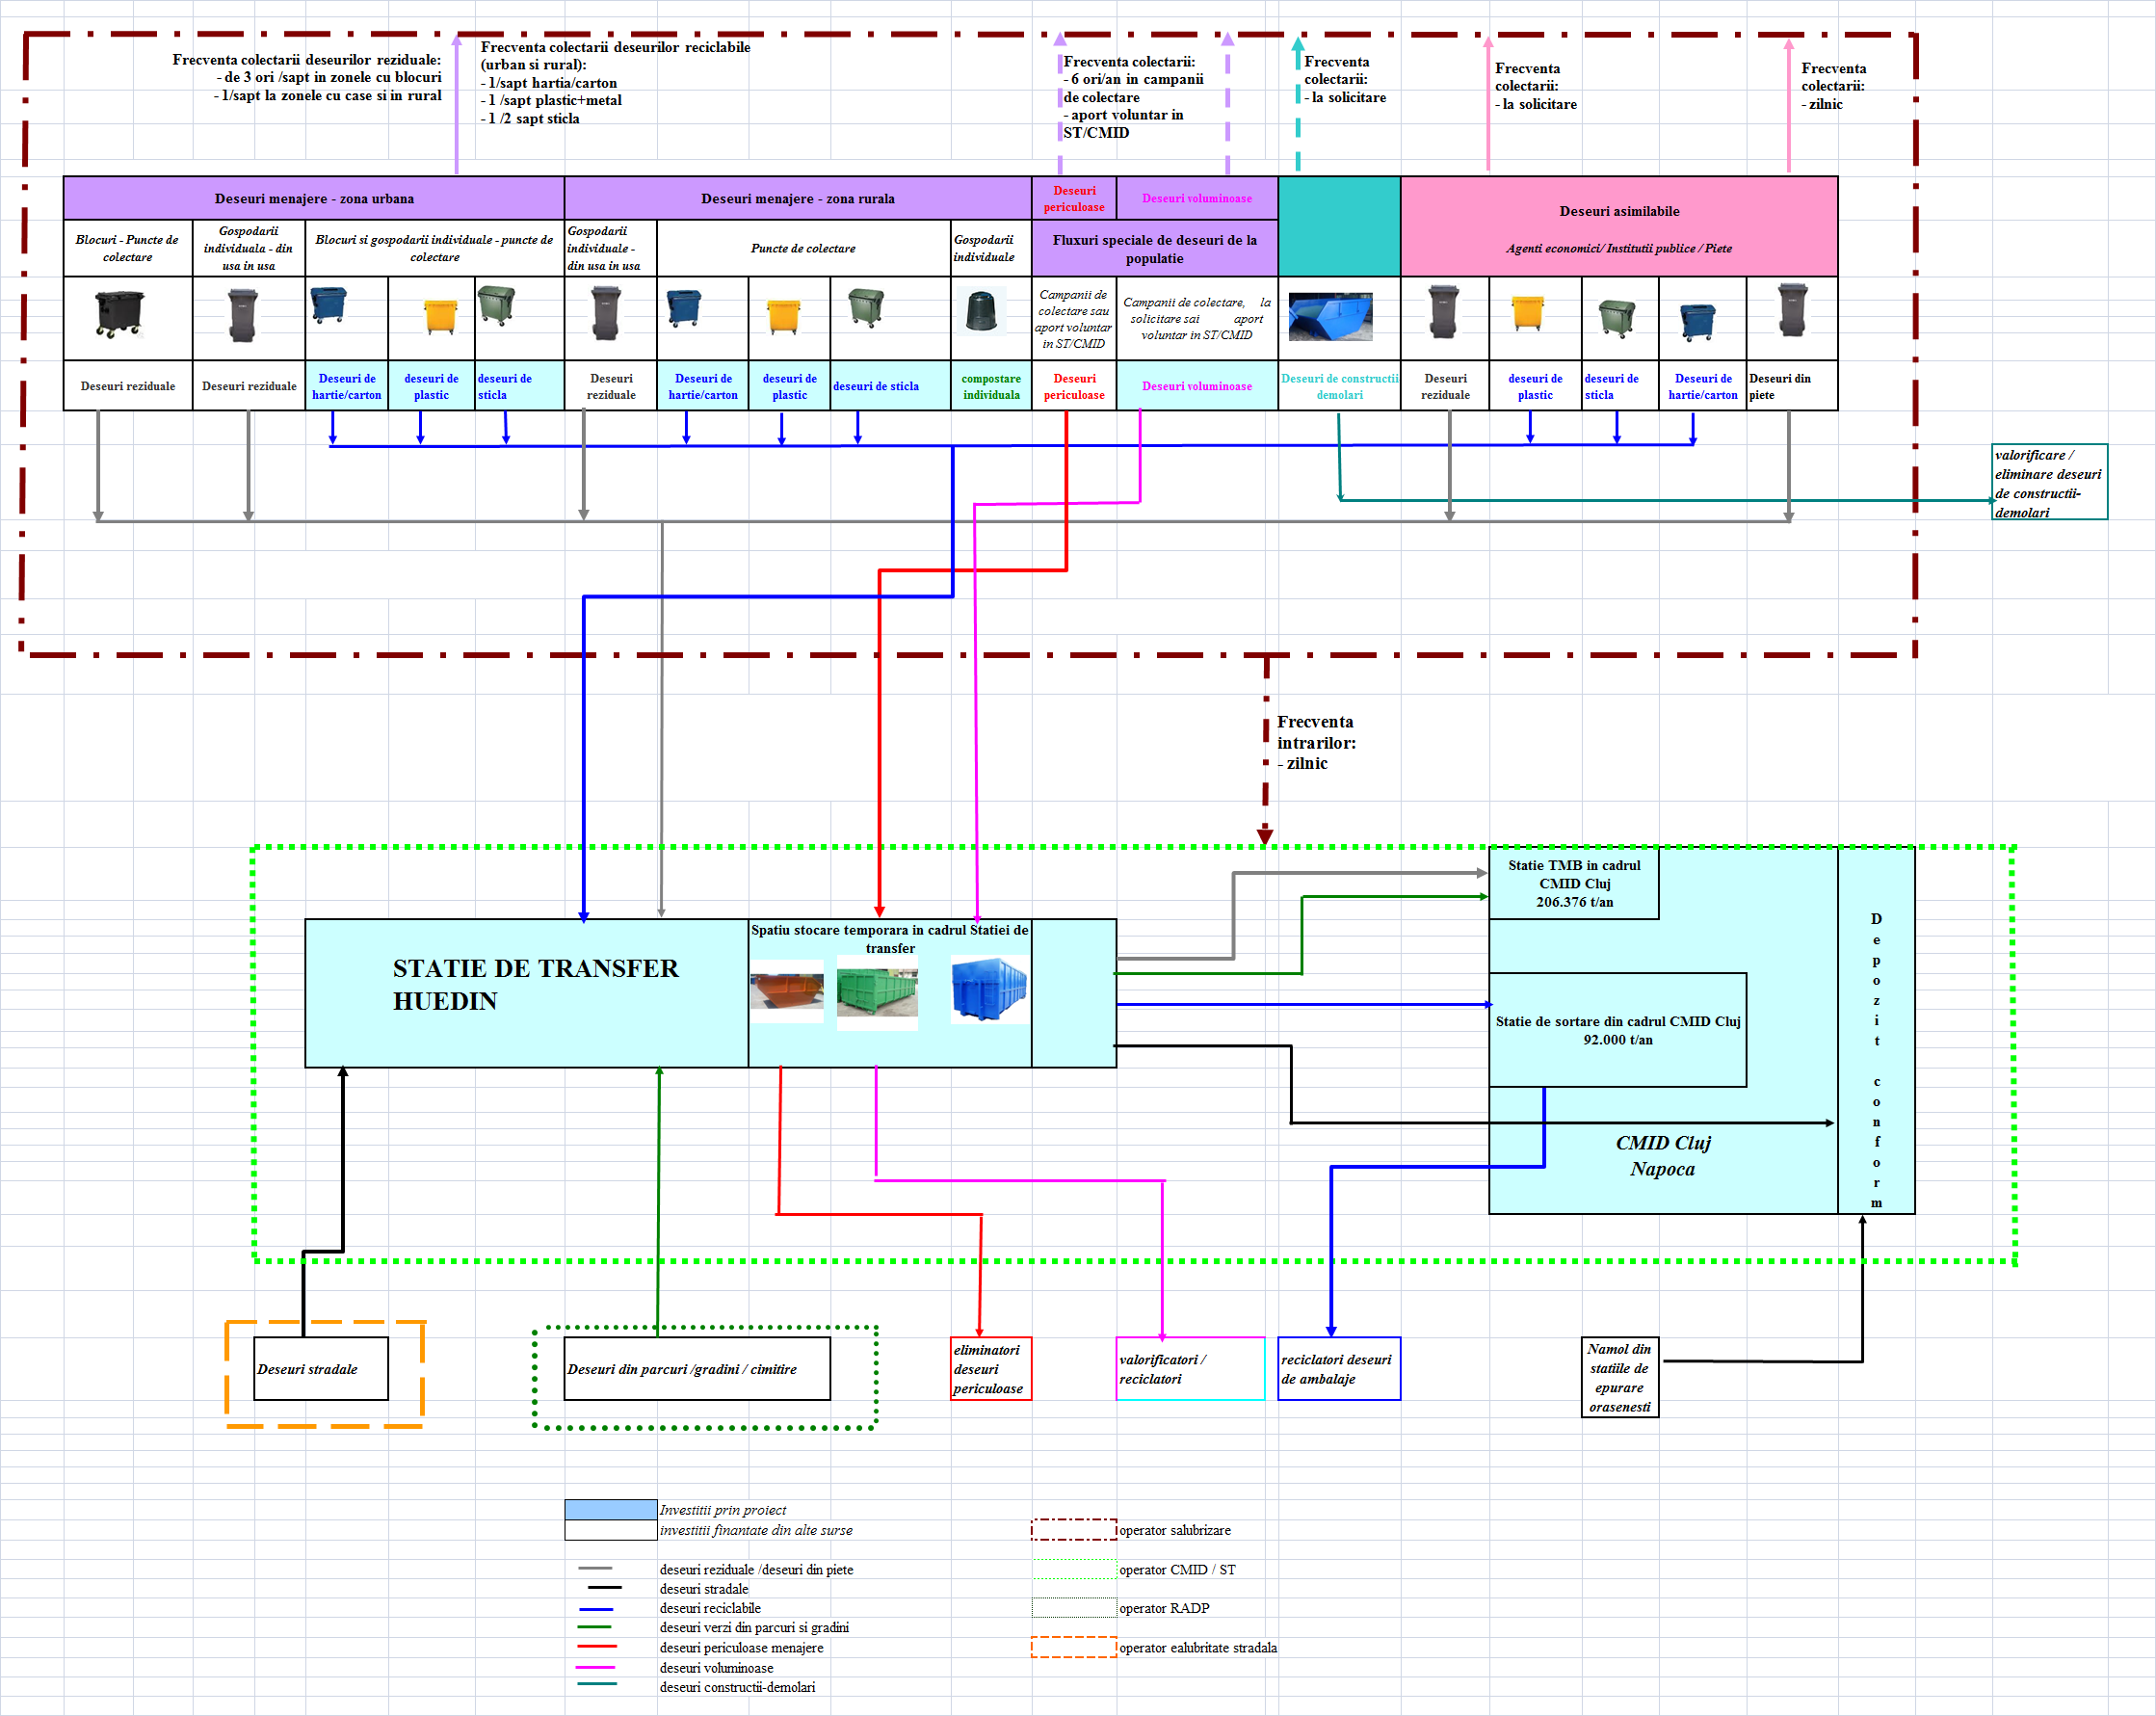 Frecventa colectarii deseurilor reziduale:
- de 3 ori /sapt in zonele cu blocuri
- 1/sapt la zonele cu case si in rural
Frecventa colectarii deseurilor reciclabile
(urban si rural):
- 1/sapt hartia/carton
- 1 /sapt plastic+metal
- 1 /2 sapt sticla
Frecventa colectarii:
- 6 ori/an in campanii
de colectare
- aport voluntar in
ST/CMID
Frecventa
colectarii:
- la solicitare
Frecventa
colectarii:
- la solicitare
Frecventa
colectarii:
- zilnic
Deseuri menajere - zona urbana
Deseuri menajere - zona rurala
Deseuri
periculoase
Deseuri voluminoase
Deseuri asimilabile
Agenti economici/ Institutii publice / Piete
Blocuri - Puncte de
colectare
Gospodarii
individuala - din
usa in usa
Blocuri si gospodarii individuale - puncte de
colectare
Gospodarii
individuale -
din usa in usa
Puncte de colectare
Gospodarii
individuale
Fluxuri speciale de deseuri de la
populatie
Campanii de
colectare sau
aport voluntar
in ST/CMID
Campanii de colectare, la
solicitare sai aport
voluntar in ST/CMID
Deseuri reziduale
Deseuri reziduale
Deseuri de
hartie/carton
deseuri de
plastic
deseuri de
sticla
Deseuri
reziduale
Deseuri de
hartie/carton
deseuri de
plastic
deseuri de sticla
compostare
individuala
Deseuri
periculoase
Deseuri voluminoase
Deseuri de constructii
demolari
Deseuri
reziduale
deseuri de
plastic
deseuri de
sticla
Deseuri de
hartie/carton
Deseuri din
piete
valorificare /
eliminare deseuri
de constructii-
demolari
Frecventa
intrarilor:
- zilnic
Statie TMB in cadrul
CMID Cluj
206.376 t/an
STATIE DE TRANSFER
HUEDIN
Spatiu stocare temporara in cadrul Statiei de
transfer
Statie de sortare din cadrul CMID Cluj
92.000 t/an
CMID Cluj
Napoca
D
e
p
o
z
i
t
c
o
n
f
o
r
m
Deseuri stradale
Deseuri din parcuri /gradini / cimitire
eliminatori
deseuri
periculoase
valorificatori /
reciclatori
reciclatori deseuri
de ambalaje
Namol din
statiile de
epurare
orasenesti
Investitii prin proiect
investitii finantate din alte surse
deseuri reziduale /deseuri din piete
deseuri stradale
deseuri reciclabile
deseuri verzi din parcuri si gradini
deseuri periculoase menajere
deseuri voluminoase
deseuri constructii-demolari
operator salubrizare
operator CMID / ST
operator RADP
operator ealubritate stradala